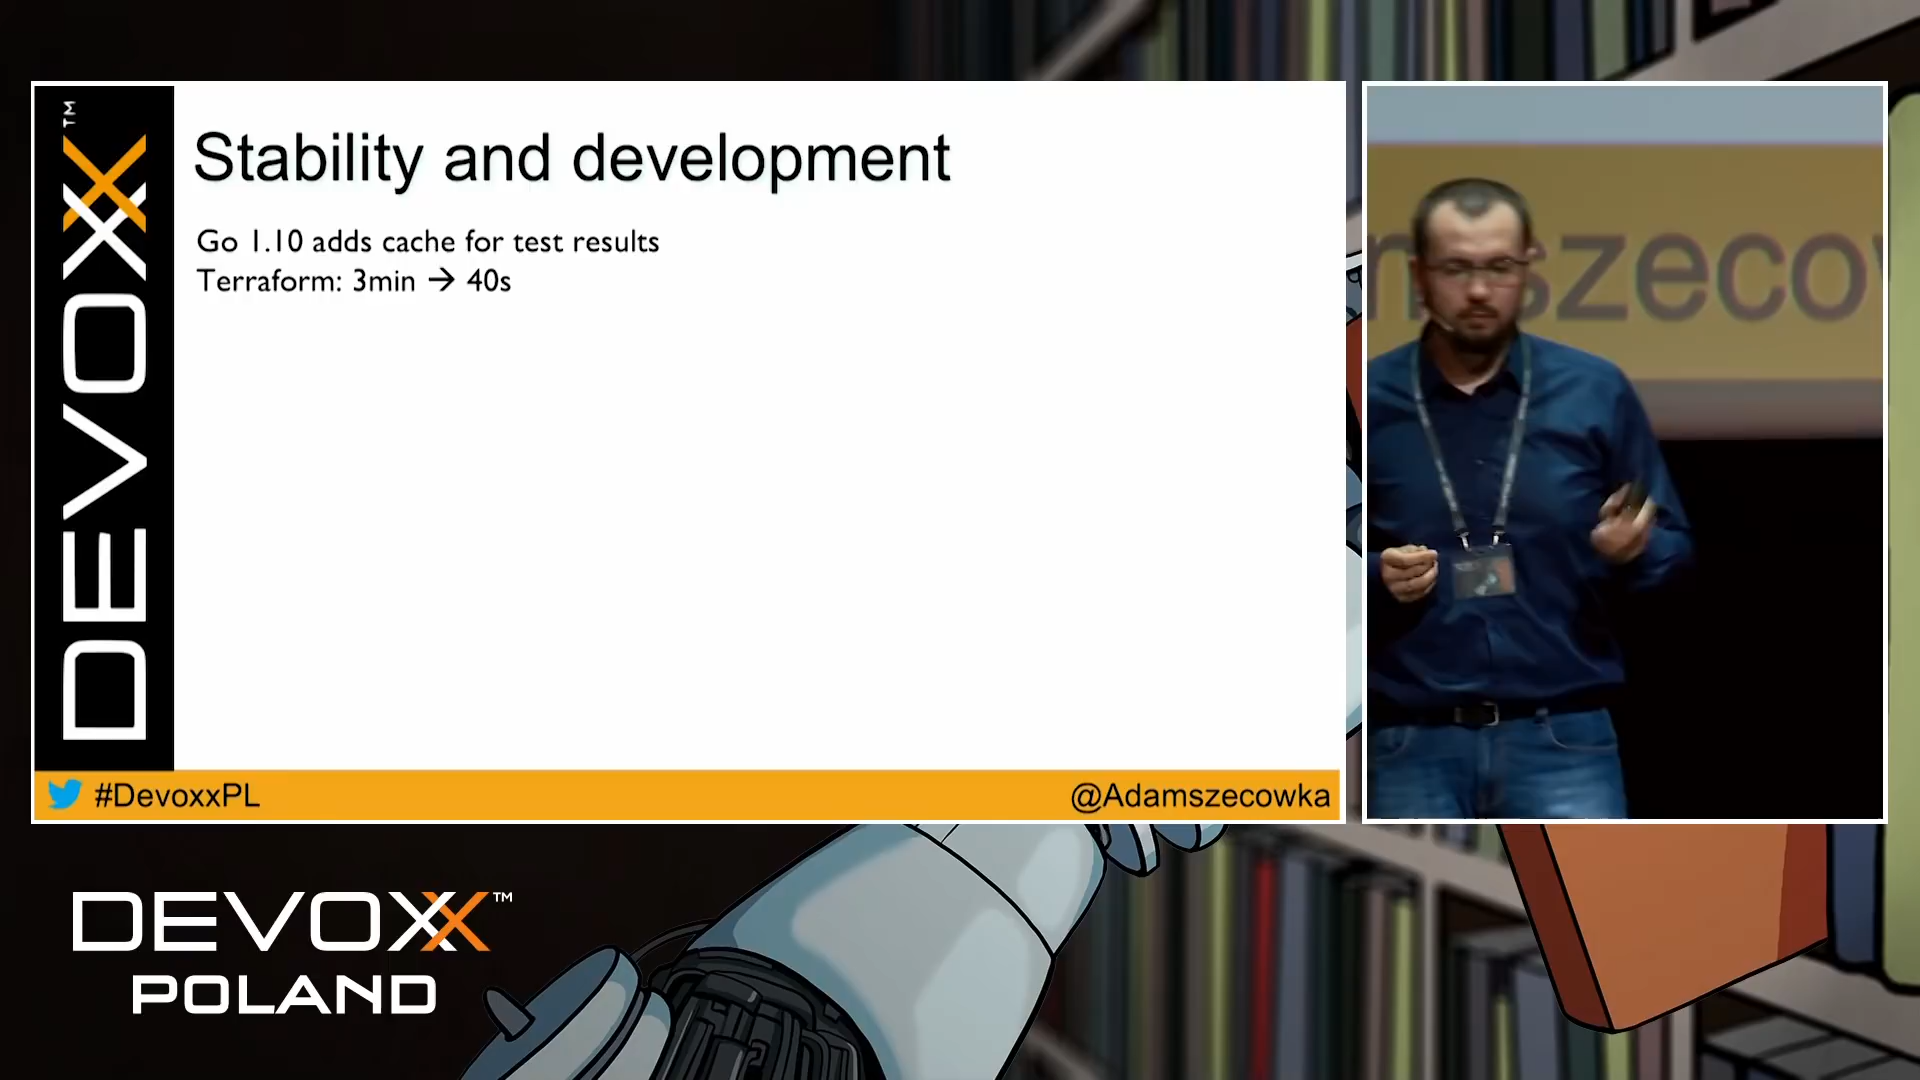 DEVOXX™
Stability and development
Go 1.10 adds cache for test results
Terraform: 3min → 40s
#DevoxxPL
@Adamszecowka
szeco
DEVOXX™
POLAND